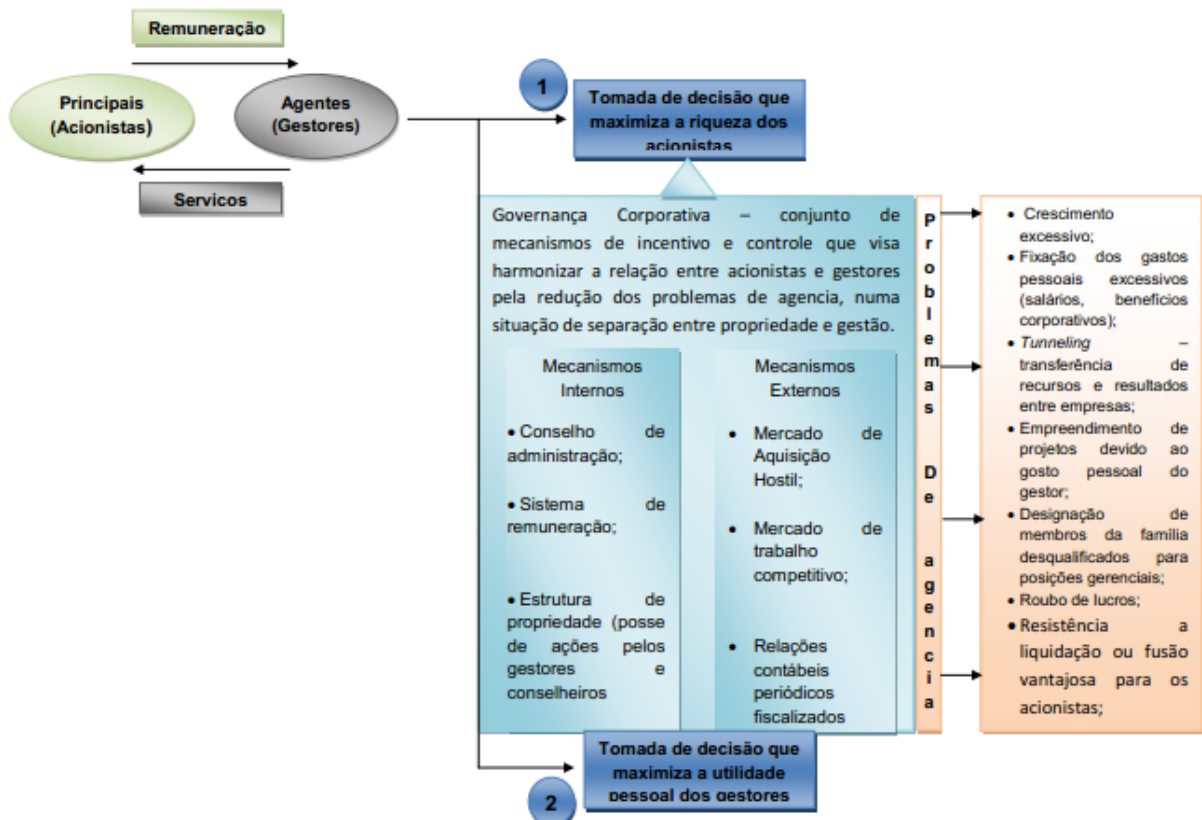 Remuneração
Principais
(Acionistas)
Agentes
(Gestores)
Servicos
1
Tomada de decisão que
maximiza a riqueza dos
acionistas
Governança Corporativa – conjunto de
mecanismos de incentivo e controle que visa
harmonizar a relação entre acionistas e gestores
pela redução dos problemas de agencia, numa
situação de separação entre propriedade e gestão.
Mecanismos
Internos
• Conselho de
administração;
• Sistema de
remuneração;
• Estrutura de
propriedade (posse
de ações pelos
gestores e
conselheiros
Mecanismos
Externos
• Mercado de
Aquisição
Hostil;
• Mercado de
trabalho
competitivo;
• Relações
contábeis
periódicos
fiscalizados
Problemas De agencia
• Crescimento
excessivo;
• Fixação dos gastos
pessoais excessivos
(salários, benefícios
corporativos);
• Tunneling –
transferência de
recursos e resultados
entre empresas;
• Empreendimento de
projetos devido ao
gosto pessoal do
gestor;
• Designação de
membros da família
desqualificados para
posições gerenciais;
• Roubo de lucros;
• Resistência a
liquidação ou fusão
vantajosa para os
acionistas;
Tomada de decisão que
maximiza a utilidade
pessoal dos gestores
2